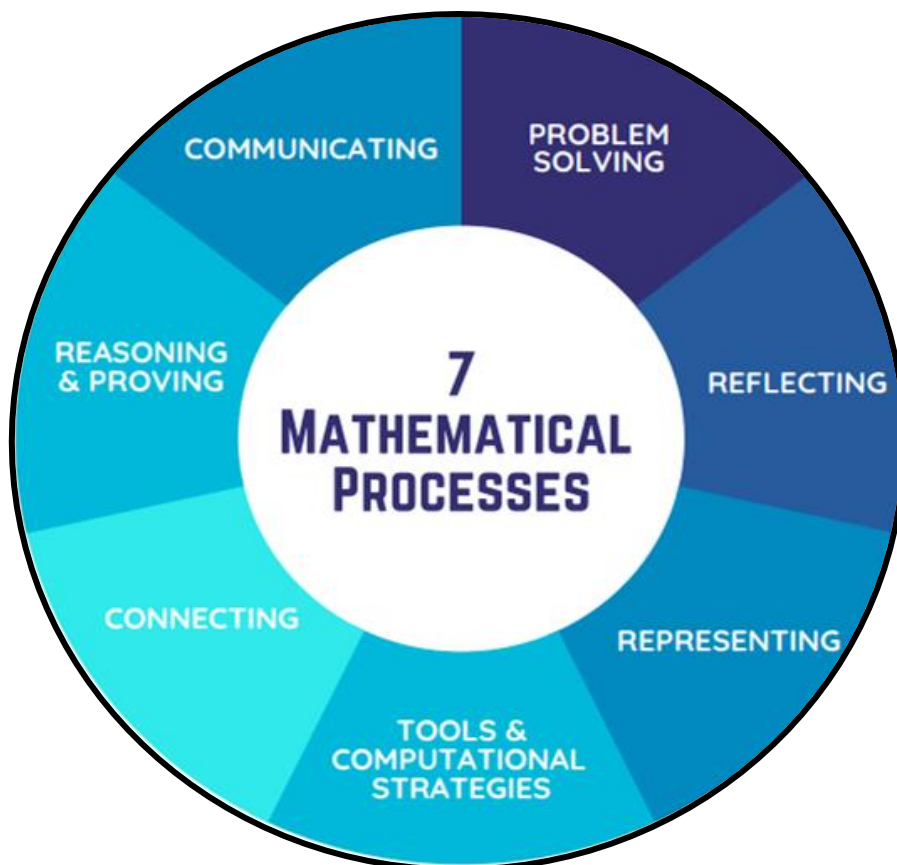 7
MATHEMATICAL
PROCESSES
PROBLEM
SOLVING
REFLECTING
REPRESENTING
TOOLS &
COMPUTATIONAL
STRATEGIES
CONNECTING
REASONING
& PROVING
COMMUNICATING